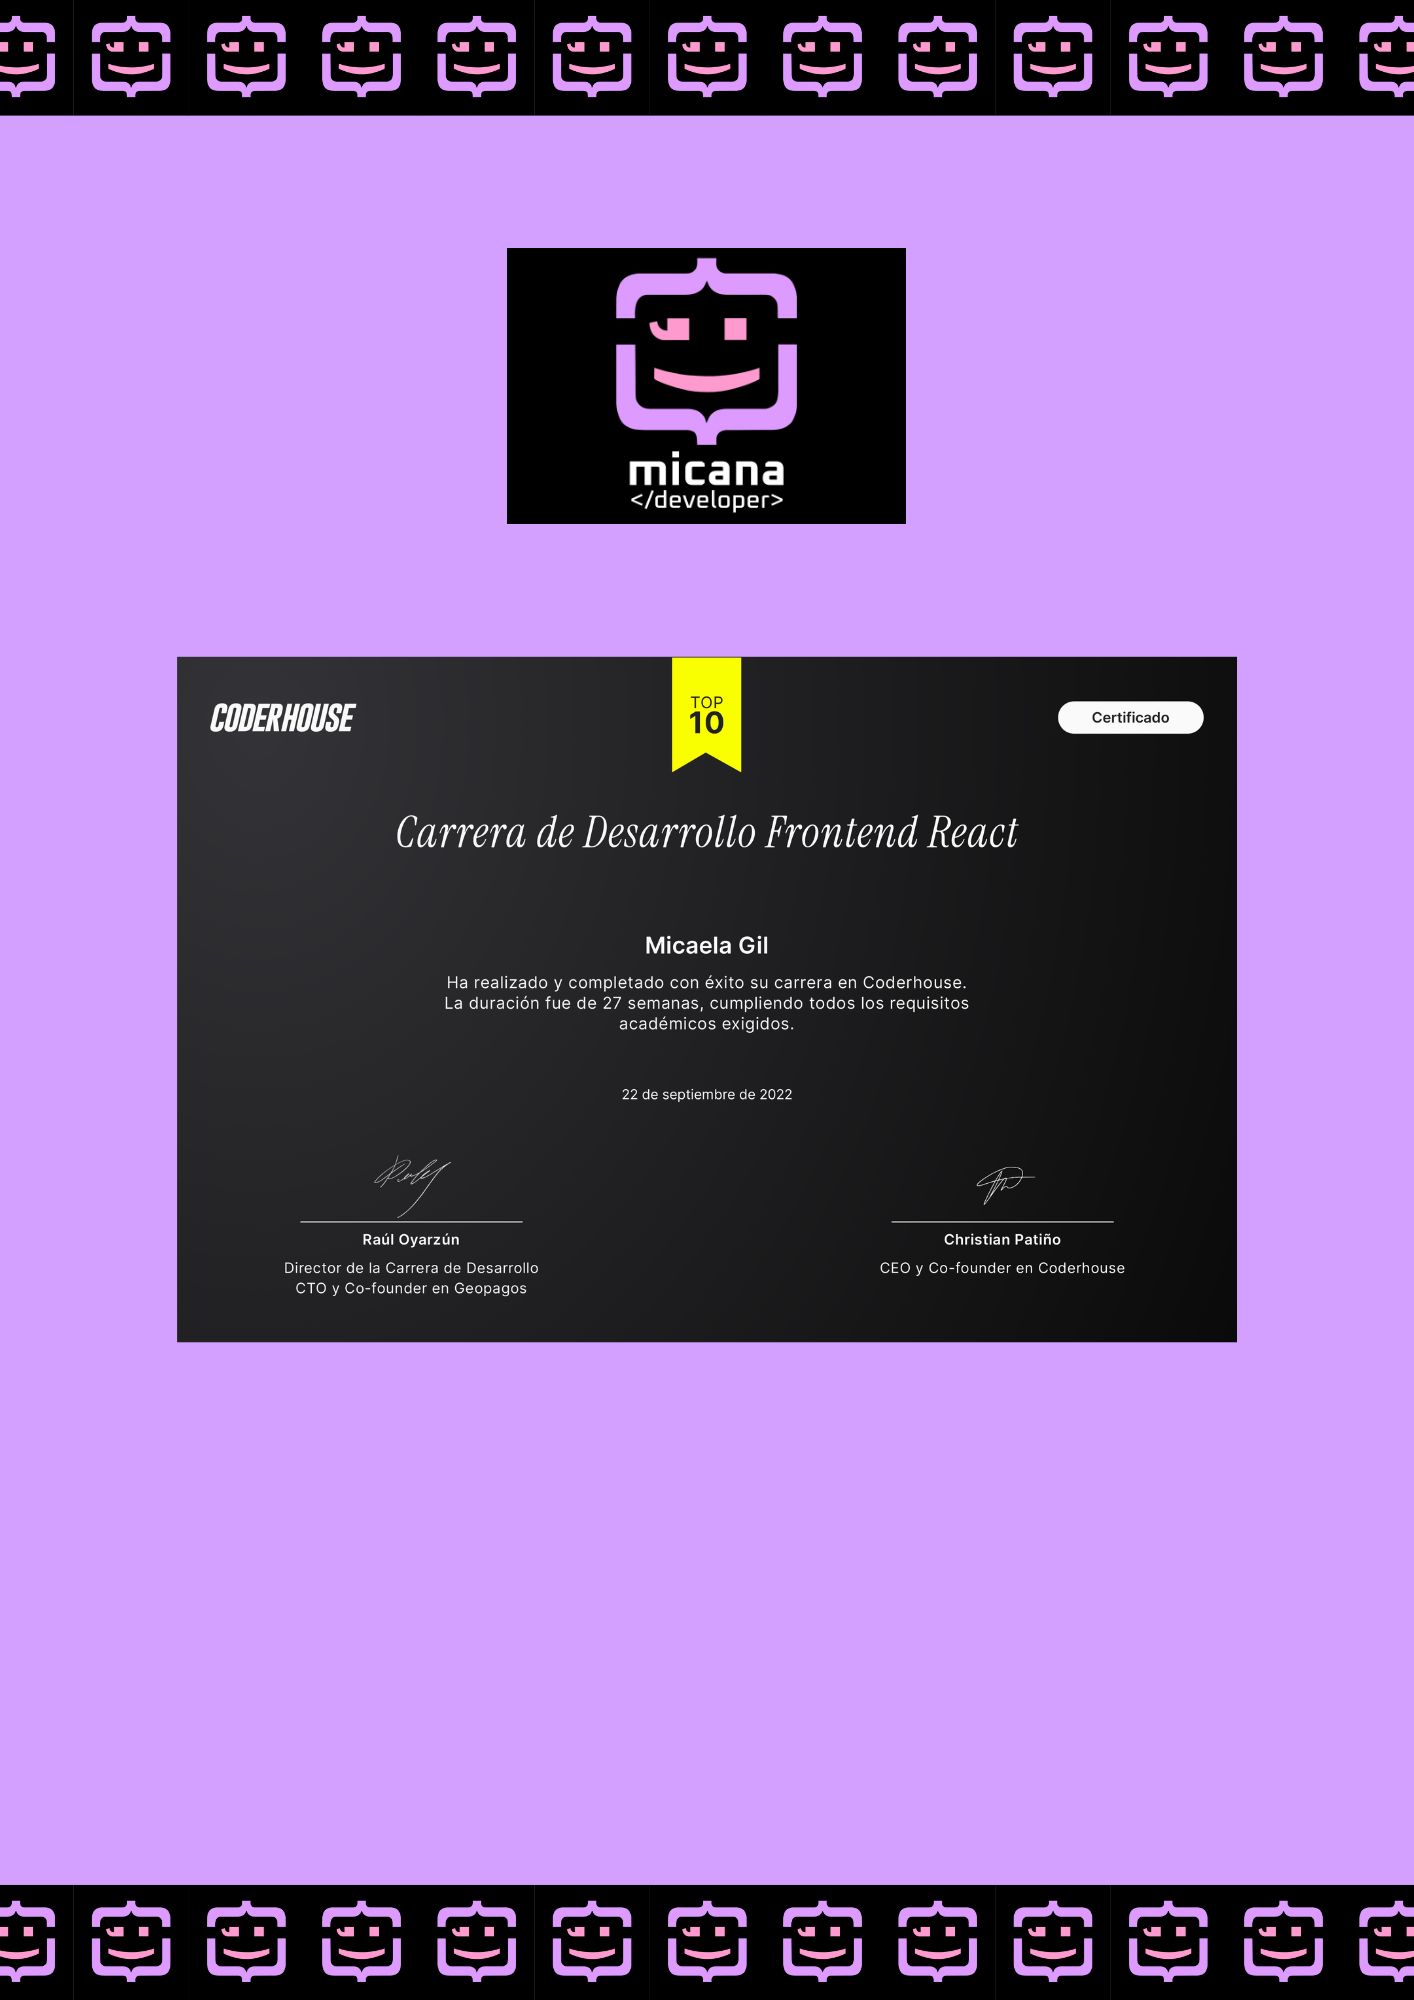 micana
</developer>
CODERHOUSE
TOP
10
Certificado
Carrera de Desarrollo Frontend React
Micaela Gil
Ha realizado y completado con éxito su carrera en Coderhouse.
La duración fue de 27 semanas, cumpliendo todos los requisitos
académicos exigidos.
22 de septiembre de 2022
Raúl Oyarzún
Director de la Carrera de Desarrollo
CTO y Co-founder en Geopagos
Christian Patiño
CEO y Co-founder en Coderhouse